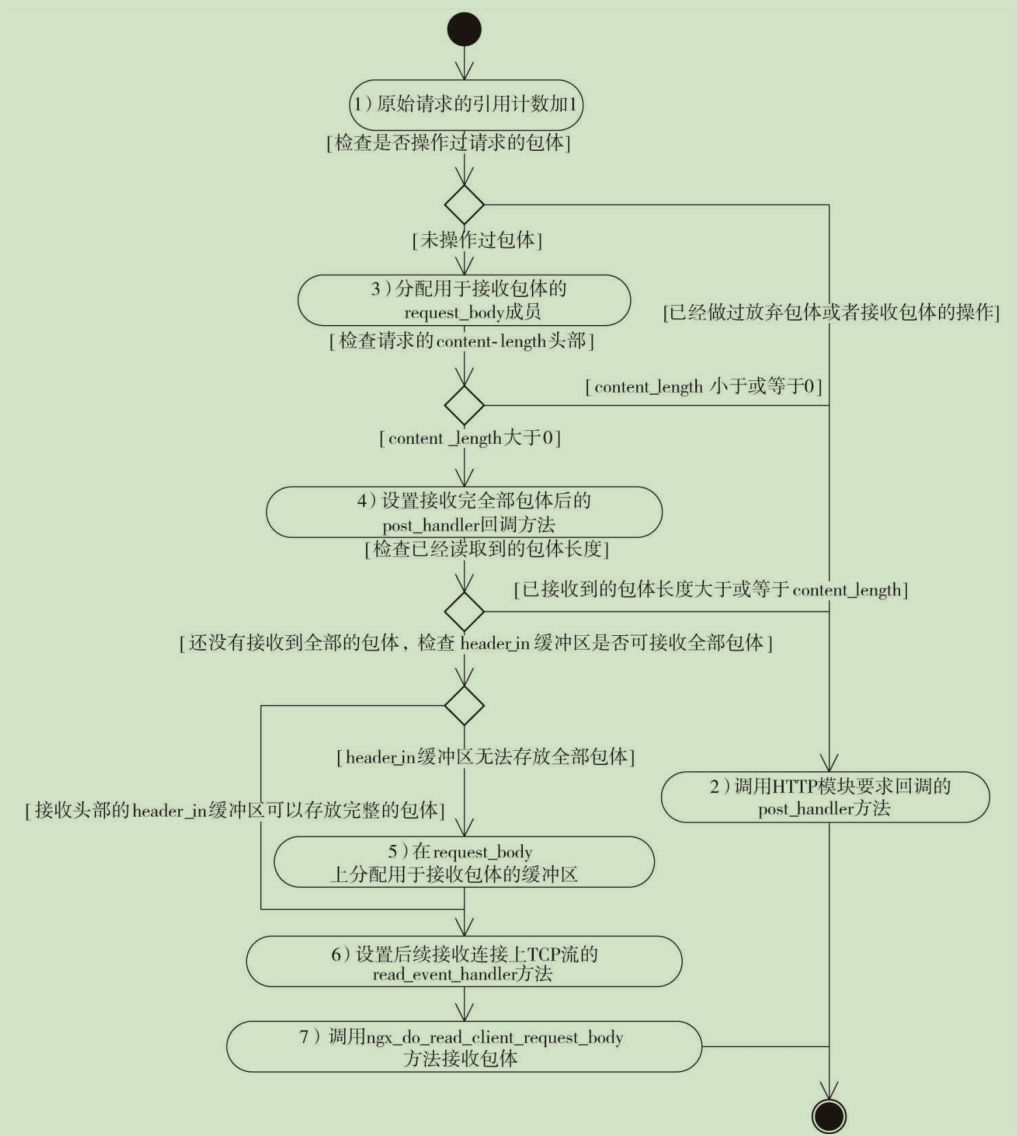 1）原始请求的引用计数加1
[检查是否操作过请求的包体]
[未操作过包体]
3）分配用于接收包体的
request_body成员
[已经做过放弃包体或者接收包体的操作]
[检查请求的content-length头部]
[content_length 小于或等于0]
[content_length大于0]
4）设置接收完全部包体后的
post_handler回调方法
[检查已经读取到的包体长度]
[已接收到的包体长度大于或等于content_length]
[还没有接收到全部的包体，检查 header_in 缓冲区是否可接收全部包体]
[header_in缓冲区无法存放全部包体]
2）调用HTTP模块要求回调的
post_handler方法
[接收头部的header_in缓冲区可以存放完整的包体]
5）在request_body
上分配用于接收包体的缓冲区
6）设置后续接收连接上TCP流的
read_event_handler方法
7）调用ngx_do_read_client_request_body
方法接收包体